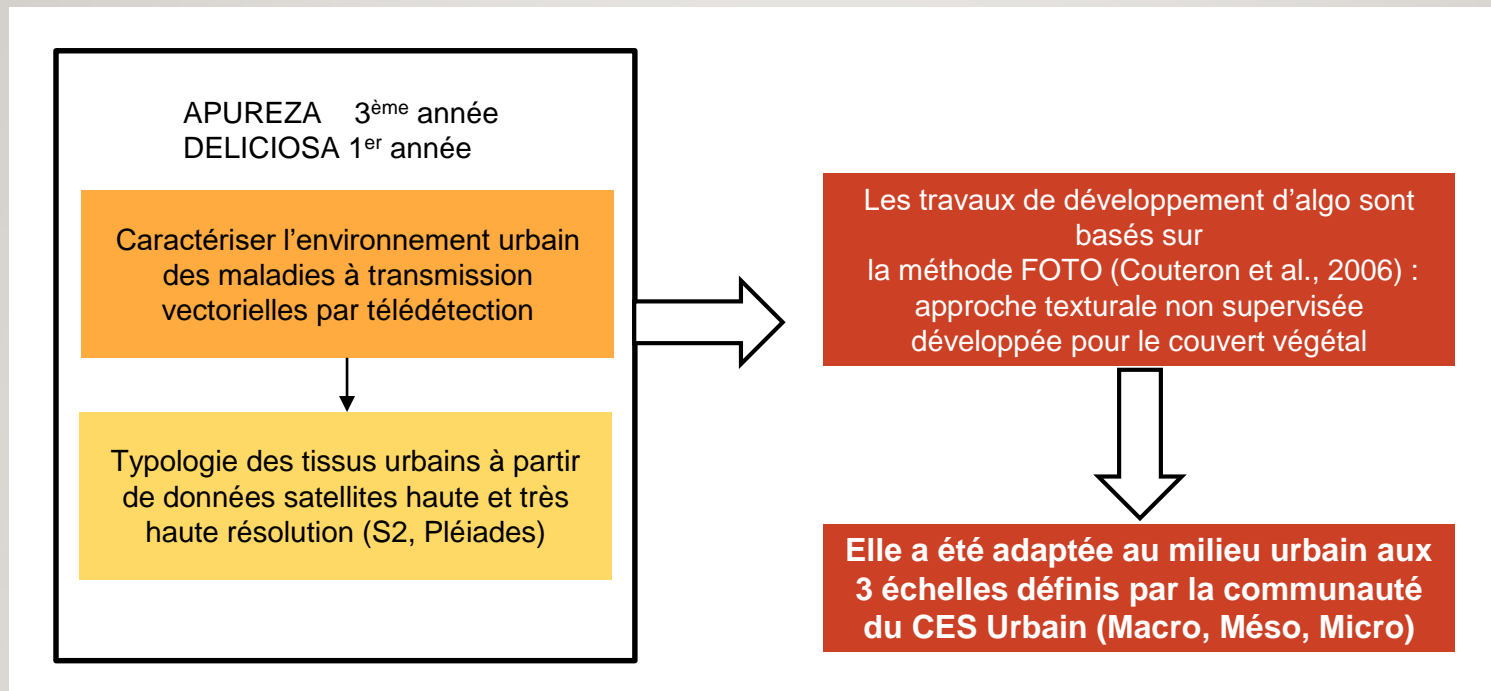 APUREZA 3ème année
DELICIOSA 1er année
Caractériser l’environnement urbain
des maladies à transmission
vectorielles par télédétection
Typologie des tissus urbains à partir
de données satellites haute et très
haute résolution (S2, Pléiades)
Les travaux de développement d’algo sont
basés sur
la méthode FOTO (Couteron et al., 2006) :
approche texturale non supervisée
développée pour le couvert végétal
Elle a été adaptée au milieu urbain aux
3 échelles définis par la communauté
du CES Urbain (Macro, Méso, Micro)